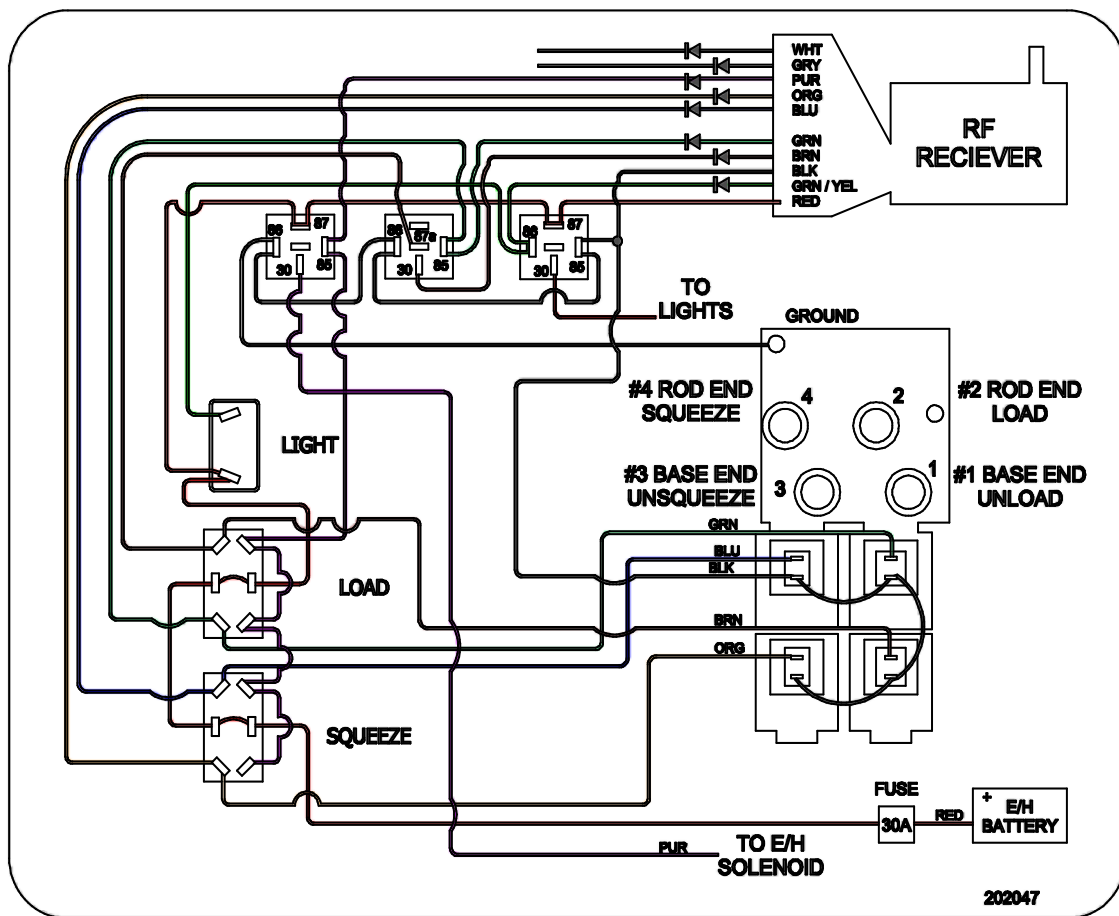 WHT
GRY
PUR
ORG
BLU
GRN
BRN
BLK
GRN / YEL
RED
RF
RECIEVER
86
87
30
85
86
87a
30
85
86
87
30
85
TO
LIGHTS
GROUND
#4 ROD END
SQUEEZE
4
2
#2 ROD END
LOAD
LIGHT
#3 BASE END
UNSQUEEZE
3
1
#1 BASE END
UNLOAD
GRN
BLU
BLK
LOAD
BRN
ORG
SQUEEZE
FUSE
30A
RED
+
E/H
BATTERY
PUR
TO E/H
SOLENOID
202047